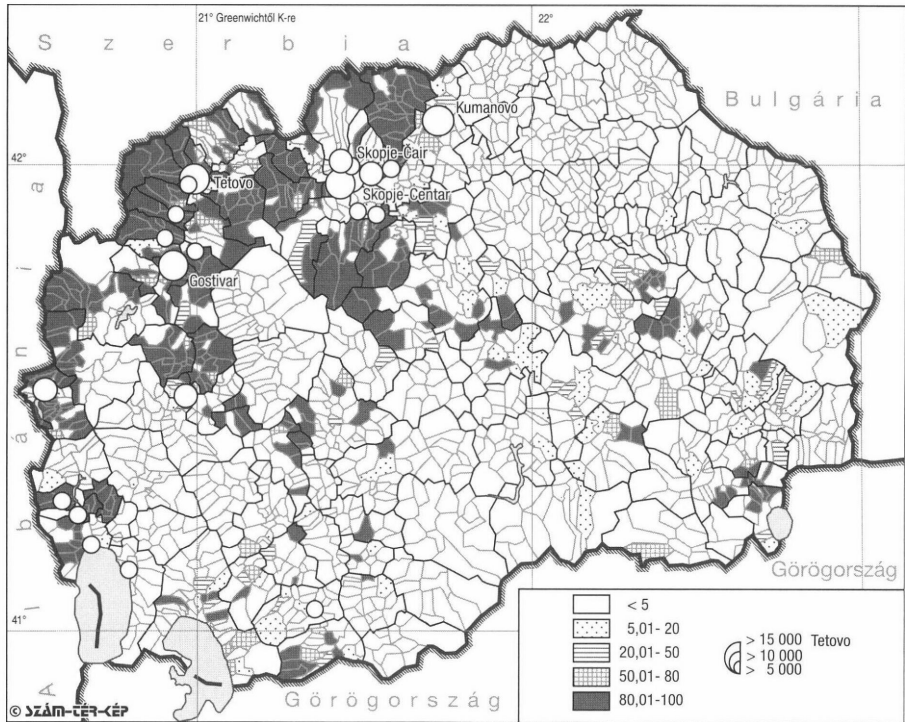 21° Greenwichtől K-re
22°
Szerbia
Bulgária
Kumanovo
42°
Skopje-Čair
Tetovo
Skopje-Centar
Gostivar
Albánia
Görögország
41°
Görögország
< 5
5,01- 20
20,01- 50
50,01- 80
80,01-100
> 15 000 Tetovo
> 10 000
> 5 000
© SZÁM-TÉR-KÉP